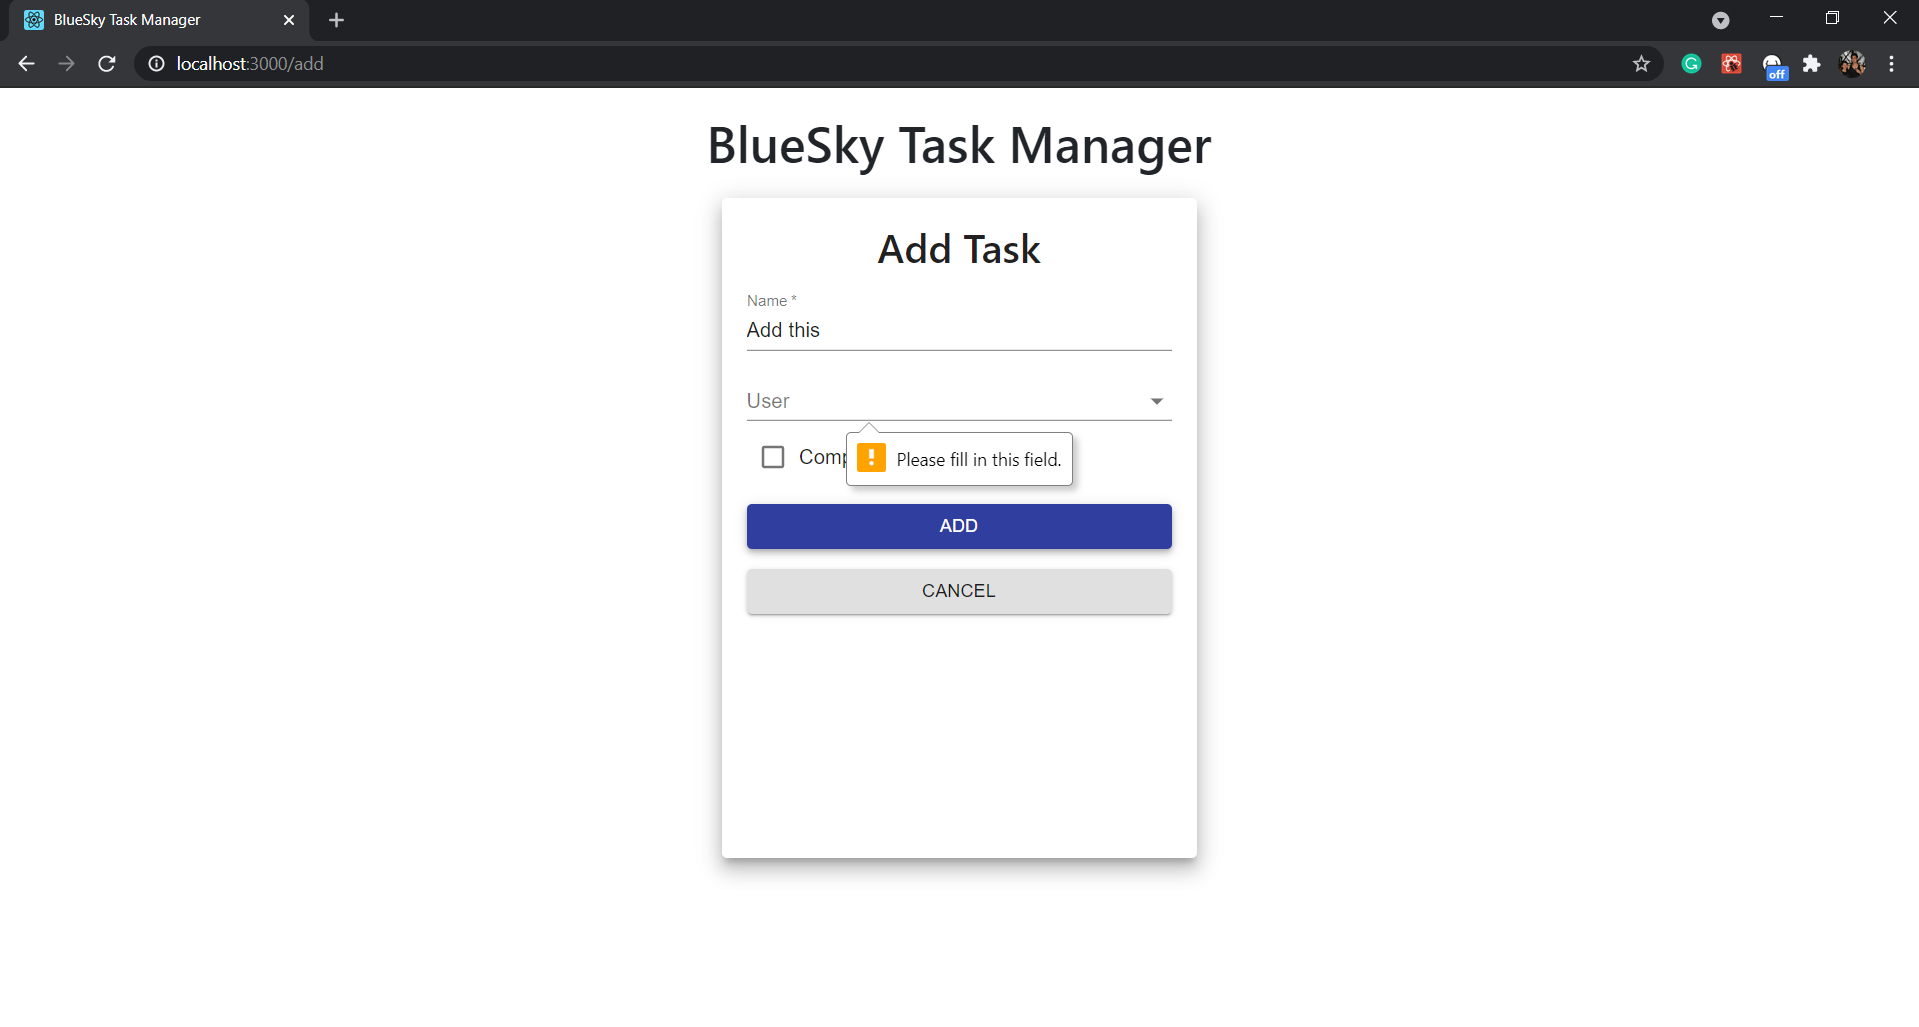 BlueSky Task Manager
localhost:3000/add
off
BlueSky Task Manager
Add Task
Name *
Add this
User
Comp
Please fill in this field.
ADD
CANCEL